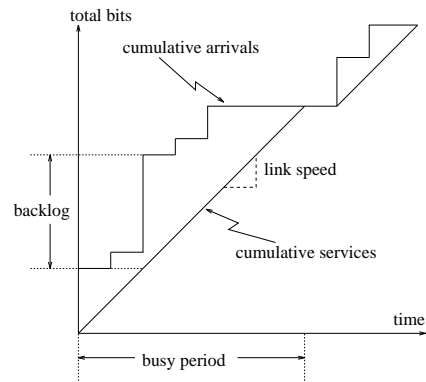 total bits
cumulative arrivals
link speed
backlog
cumulative services
time
busy period